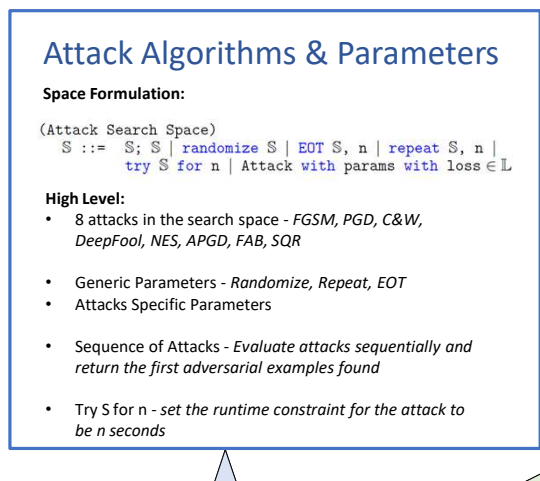 Attack Algorithms & Parameters
Space Formulation:
(Attack Search Space)
𝕊 ::= 𝕊; 𝕊 | randomize 𝕊 | EOT 𝕊, n | repeat 𝕊, n |
try 𝕊 for n | Attack with params with loss ∈ 𝕃
High Level:
• 8 attacks in the search space - FGSM, PGD, C&W,
DeepFool, NES, APGD, FAB, SQR
• Generic Parameters - Randomize, Repeat, EOT
• Attacks Specific Parameters
• Sequence of Attacks - Evaluate attacks sequentially and
return the first adversarial examples found
• Try S for n - set the runtime constraint for the attack to
be n seconds